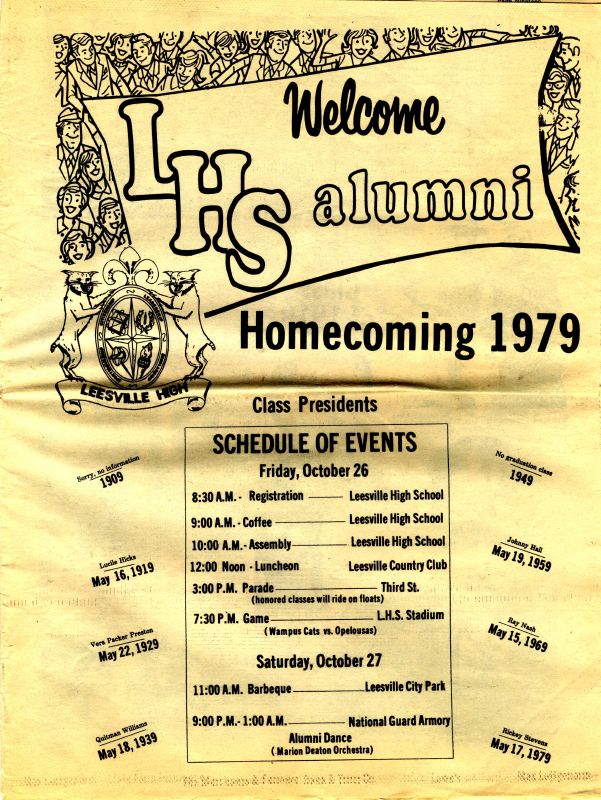 Welcome
LHS alumni
Homecoming 1979
LEESVILLE HIGH
Class Presidents
SCHEDULE OF EVENTS
Friday, October 26
8:30 A.M. - Registration Leesville High School
9:00 A.M. - Coffee Leesville High School
10:00 A.M. - Assembly Leesville High School
12:00 Noon - Luncheon Leesville Country Club
3:00 P.M. Parade Third St.
(honored classes will ride on floats)
7:30 P.M. Game L.H.S. Stadium
(Wampus Cats vs. Opelousas)
Saturday, October 27
11:00 A.M. Barbeque Leesville City Park
9:00 P.M.- 1:00 A.M. National Guard Armory
Alumni Dance
(Marion Deaton Orchestra)
Sorry, no information
1909
Lucile Hicks
May 16, 1919
Vera Packer Preston
May 22, 1929
Quitman Williams
May 18, 1939
No graduation class
1949
Johnny Hall
May 19, 1959
Ray Nash
May 15, 1969
Rickey Stevens
May 17, 1979